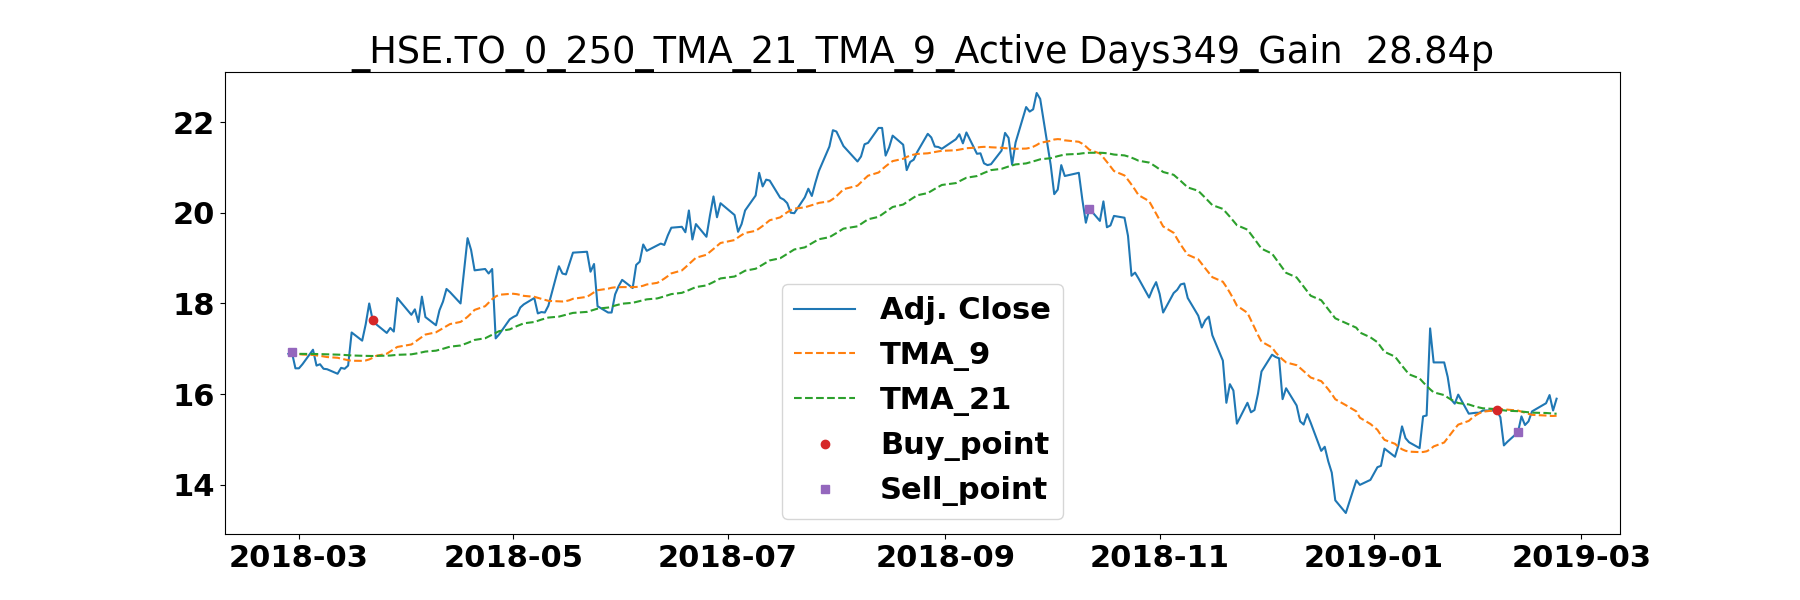 _HSE.TO_0_250_TMA_21_TMA_9_Active Days349_Gain  28.84p
22
20
18
16
14
Adj. Close
TMA_9
TMA_21
Buy_point
Sell_point
2018-03 2018-05 2018-07 2018-09 2018-11 2019-01 2019-03